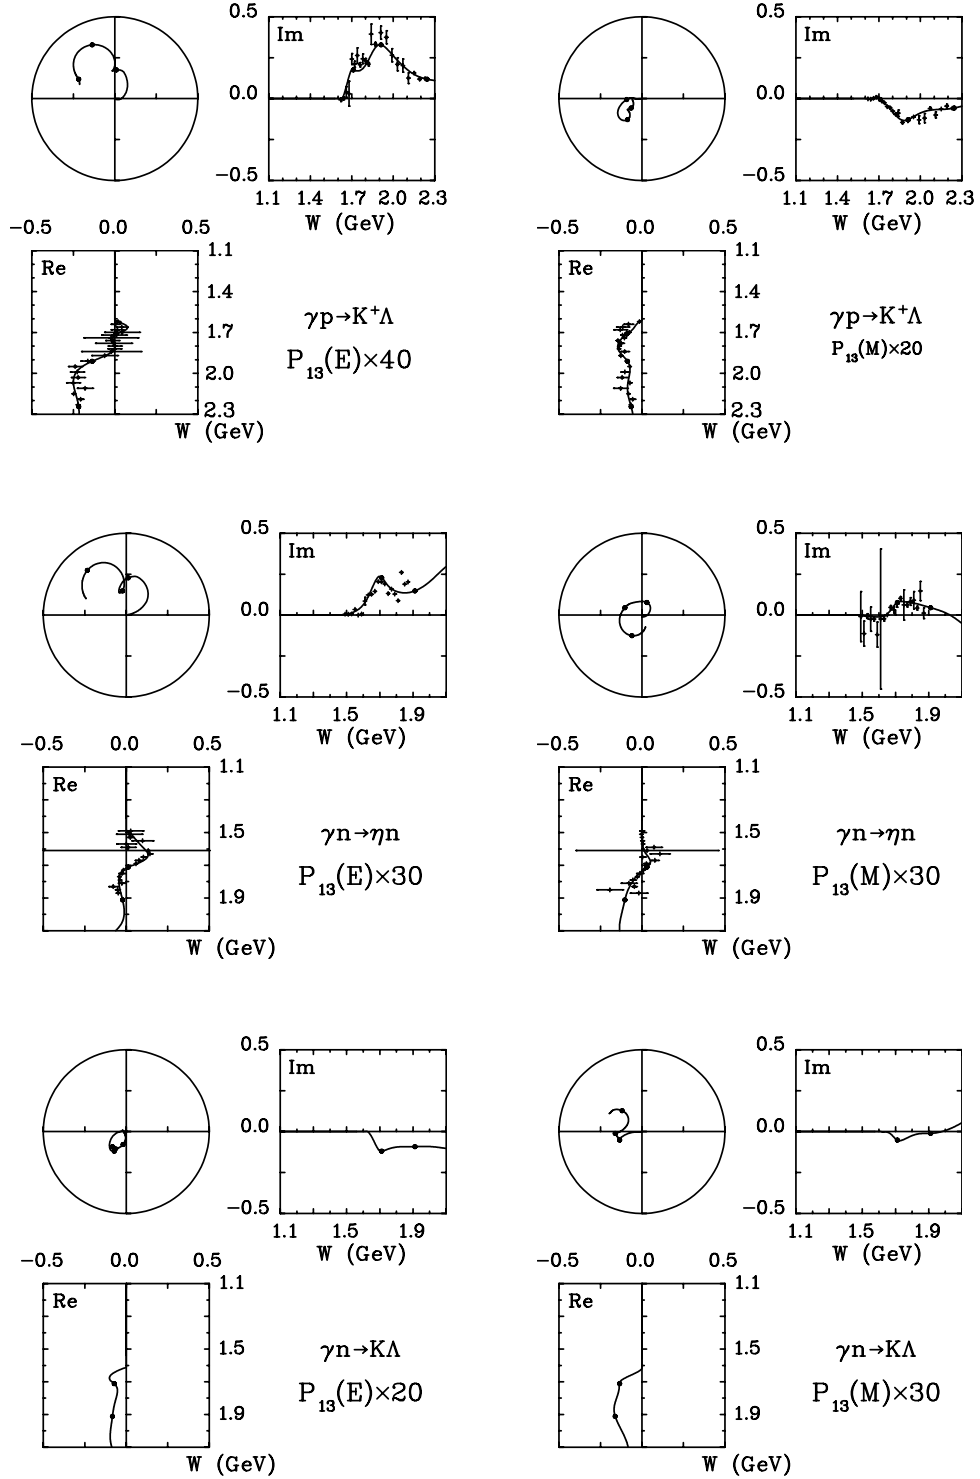 0.5
Im
0.0
−0.5
1.1 1.4 1.7 2.0 2.3
W (GeV)
−0.5 0.0 0.5
Re
1.1
1.4
1.7
2.0
2.3
W (GeV)
γp→K⁺Λ
P₁₃(E)×40
0.5
Im
0.0
−0.5
1.1 1.4 1.7 2.0 2.3
W (GeV)
−0.5 0.0 0.5
Re
1.1
1.4
1.7
2.0
2.3
W (GeV)
γp→K⁺Λ
P₁₃(M)×20
0.5
Im
0.0
−0.5
1.1 1.5 1.9
W (GeV)
−0.5 0.0 0.5
Re
1.1
1.5
1.9
W (GeV)
γn→ηn
P₁₃(E)×30
0.5
Im
0.0
−0.5
1.1 1.5 1.9
W (GeV)
−0.5 0.0 0.5
Re
1.1
1.5
1.9
W (GeV)
γn→ηn
P₁₃(M)×30
0.5
Im
0.0
−0.5
1.1 1.5 1.9
W (GeV)
−0.5 0.0 0.5
Re
1.1
1.5
1.9
W (GeV)
γn→KΛ
P₁₃(E)×20
0.5
Im
0.0
−0.5
1.1 1.5 1.9
W (GeV)
−0.5 0.0 0.5
Re
1.1
1.5
1.9
W (GeV)
γn→KΛ
P₁₃(M)×30